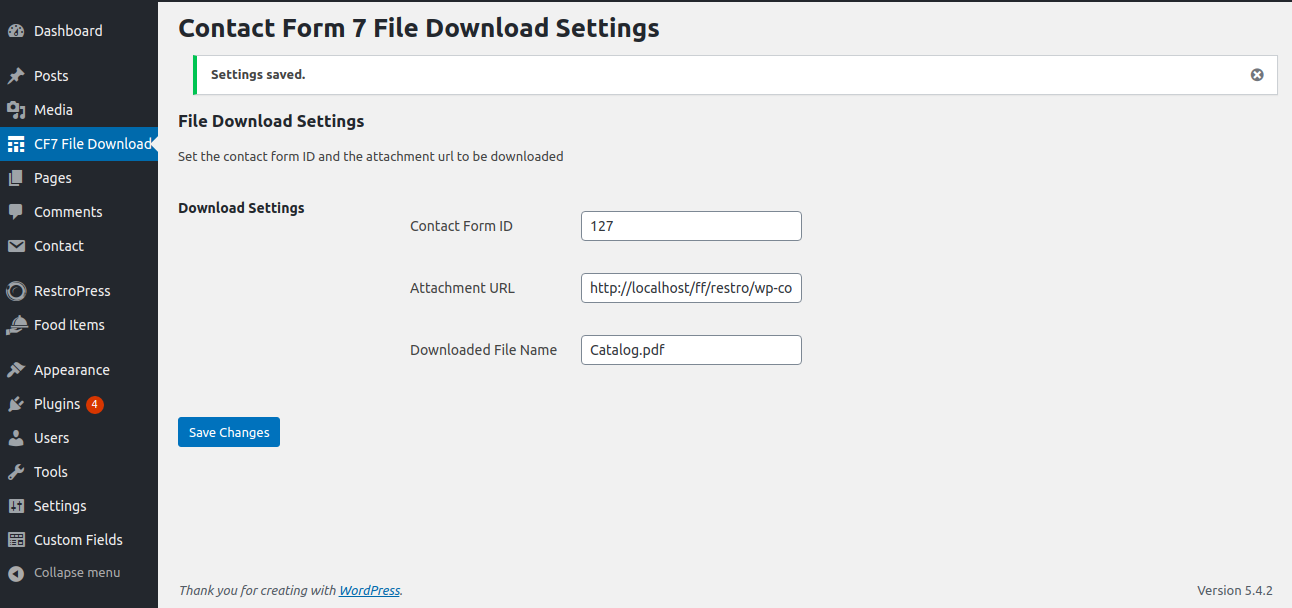 Dashboard
Posts
Media
CF7 File Download
Pages
Comments
Contact
RestroPress
Food Items
Appearance
Plugins 4
Users
Tools
Settings
Custom Fields
Collapse menu
Contact Form 7 File Download Settings
Settings saved.
File Download Settings
Set the contact form ID and the attachment url to be downloaded
Download Settings
Contact Form ID 127
Attachment URL http://localhost/ff/restro/wp-co
Downloaded File Name Catalog.pdf
Save Changes
Thank you for creating with WordPress.
Version 5.4.2